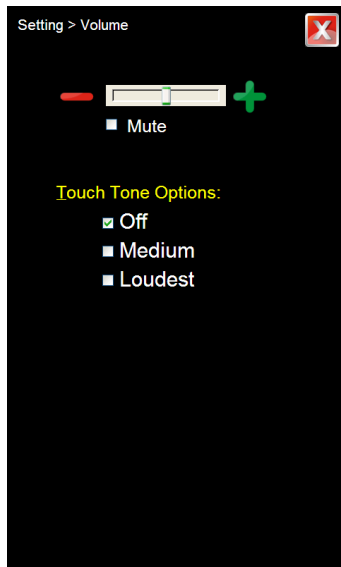 Setting > Volume
Mute
Touch Tone Options:
Off
Medium
Loudest